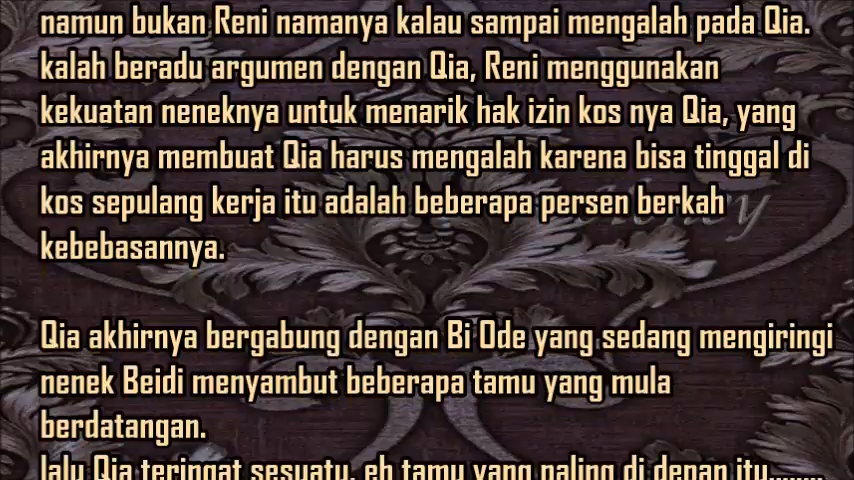 namun bukan Reni namanya kalau sampai mengalah pada Qia.
kalah beradu argumen dengan Qia, Reni menggunakan
kekuatan neneknya untuk menarik hak izin kos nya Qia, yang
akhirnya membuat Qia harus mengalah karena bisa tinggal di
kos sepulang kerja itu adalah beberapa persen berkah
kebebasannya.
Qia akhirnya bergabung dengan Bi Ode yang sedang mengiringi
nenek Beidi menyambut beberapa tamu yang mula
berdatangan.
lalu Qia teringat sesuatu, eh tamu yang paling di depan itu........